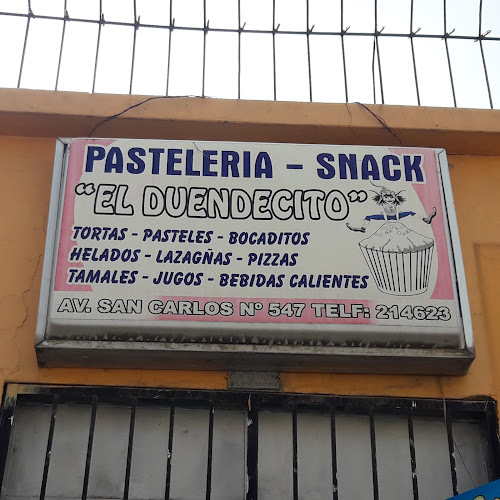 PASTELERIA - SNACK
"EL DUENDECITO"
TORTAS - PASTELES - BOCADITOS
HELADOS - LAZAGÑAS - PIZZAS
TAMALES - JUGOS - BEBIDAS CALIENTES
AV. SAN CARLOS Nº 547 TELF: 214623